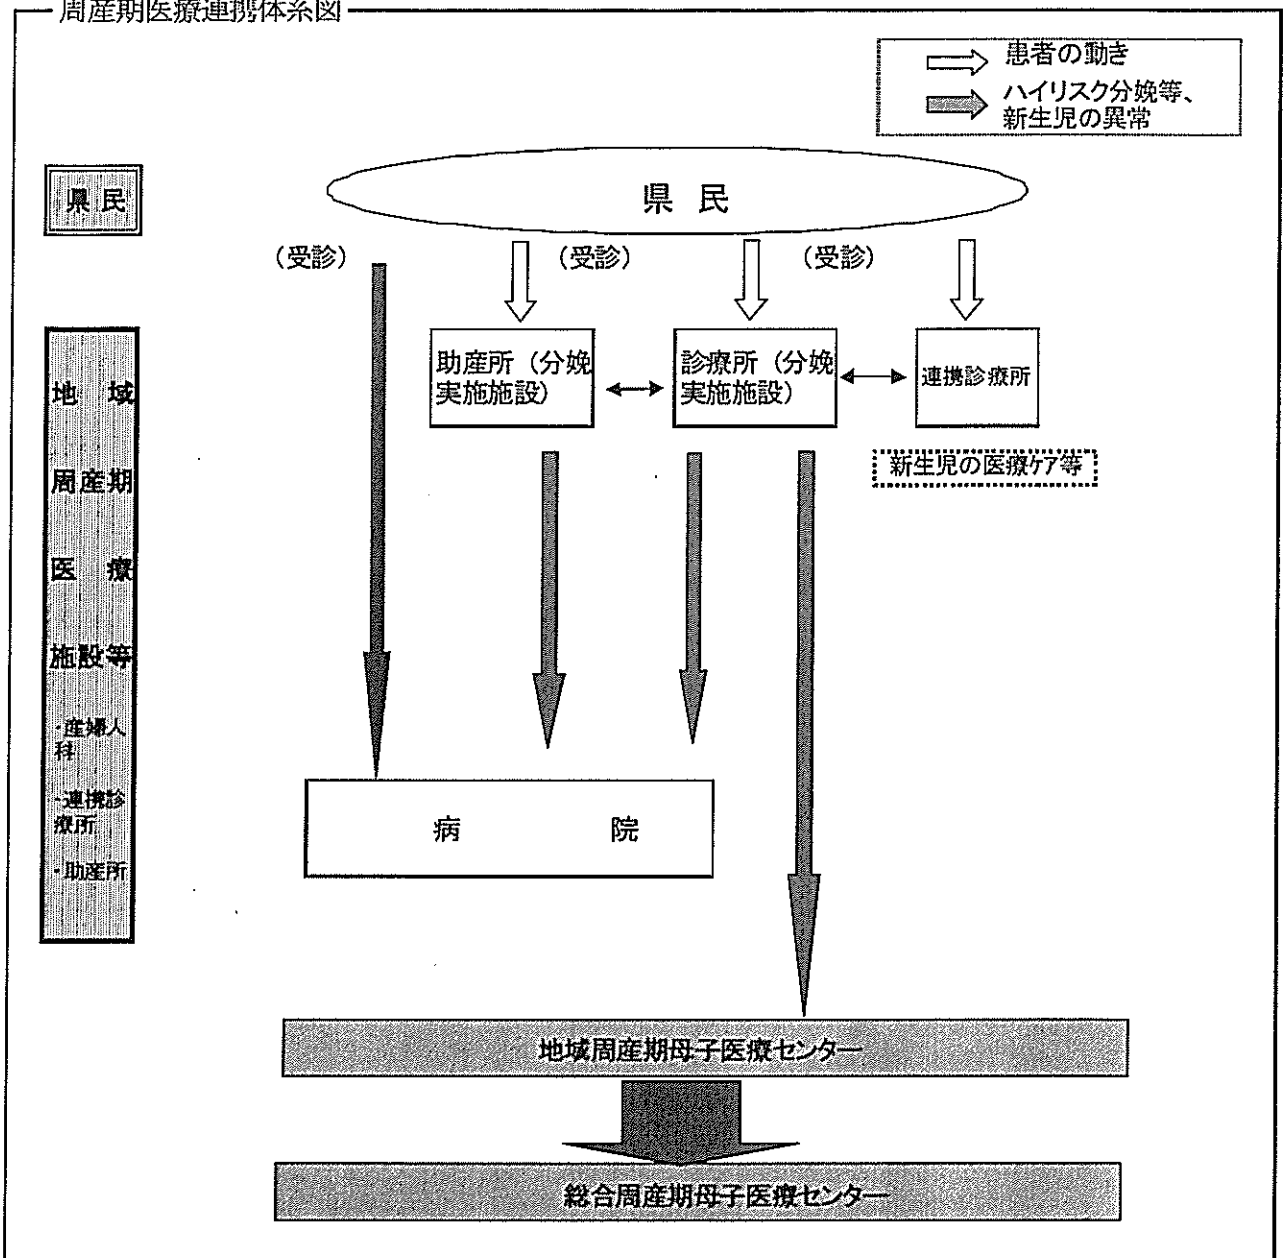 周産期医療連携体系図
患者の動き
ハイリスク分娩等、
新生児の異常
県民
県 民
(受診)
(受診)
(受診)
助産所(分娩
実施施設)
診療所(分娩
実施施設)
連携診療所
新生児の医療ケア等
地 域
周産期
医 療
施設等
・産婦人
科
・連携診
療所
・助産所
病 院
地域周産期母子医療センター
総合周産期母子医療センター